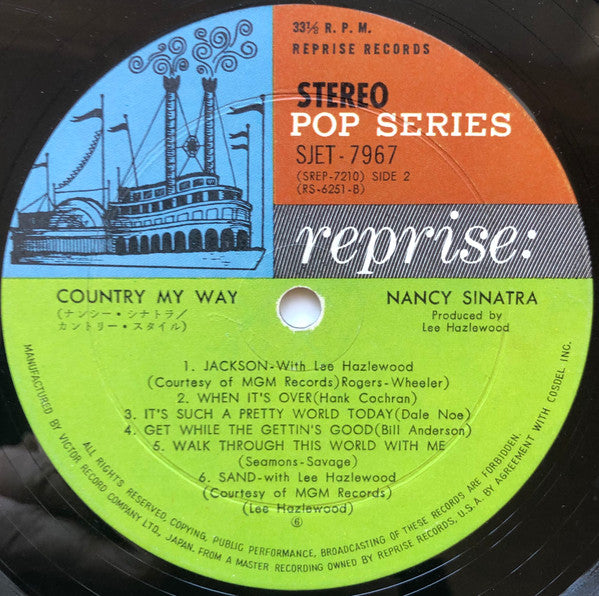 33⅓ R. P. M.
REPRISE RECORDS
STEREO
POP SERIES
SJET-7967
(SREP-7210) SIDE 2
(RS-6251-B)
reprise:
COUNTRY MY WAY
(ナンシー・シナトラ/
カントリー・スタイル)
NANCY SINATRA
Produced by
Lee Hazlewood
1. JACKSON-With Lee Hazlewood
(Courtesy of MGM Records)Rogers-Wheeler)
2. WHEN IT'S OVER(Hank Cochran)
3. IT'S SUCH A PRETTY WORLD TODAY(Dale Noe)
4. GET WHILE THE GETTIN'S GOOD(Bill Anderson)
5. WALK THROUGH THIS WORLD WITH ME
(Seamons-Savage)
6. SAND-with Lee Hazlewood
(Courtesy of MGM Records)
(Lee Hazlewood)
⑥
ALL RIGHTS RESERVED, COPYING, PUBLIC PERFORMANCE, BROADCASTING OF THESE RECORDS ARE FORBIDDEN.
MANUFACTURED BY VICTOR RECORD COMPANY LTD., JAPAN. FROM A MASTER RECORDING OWNED BY REPRISE RECORDS, U.S.A. BY AGREEMENT WITH COSDEL INC.